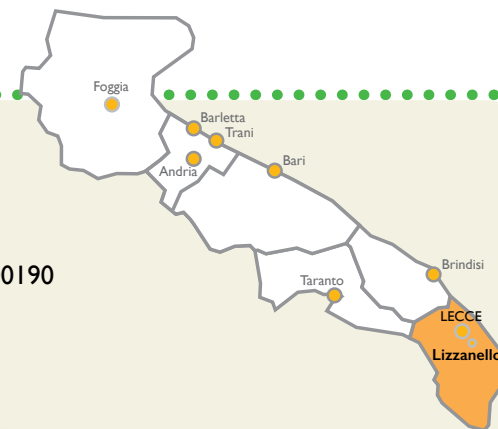 Foggia
Barletta
Trani
Andria
Bari
0190
Brindisi
Taranto
LECCE
Lizzanello